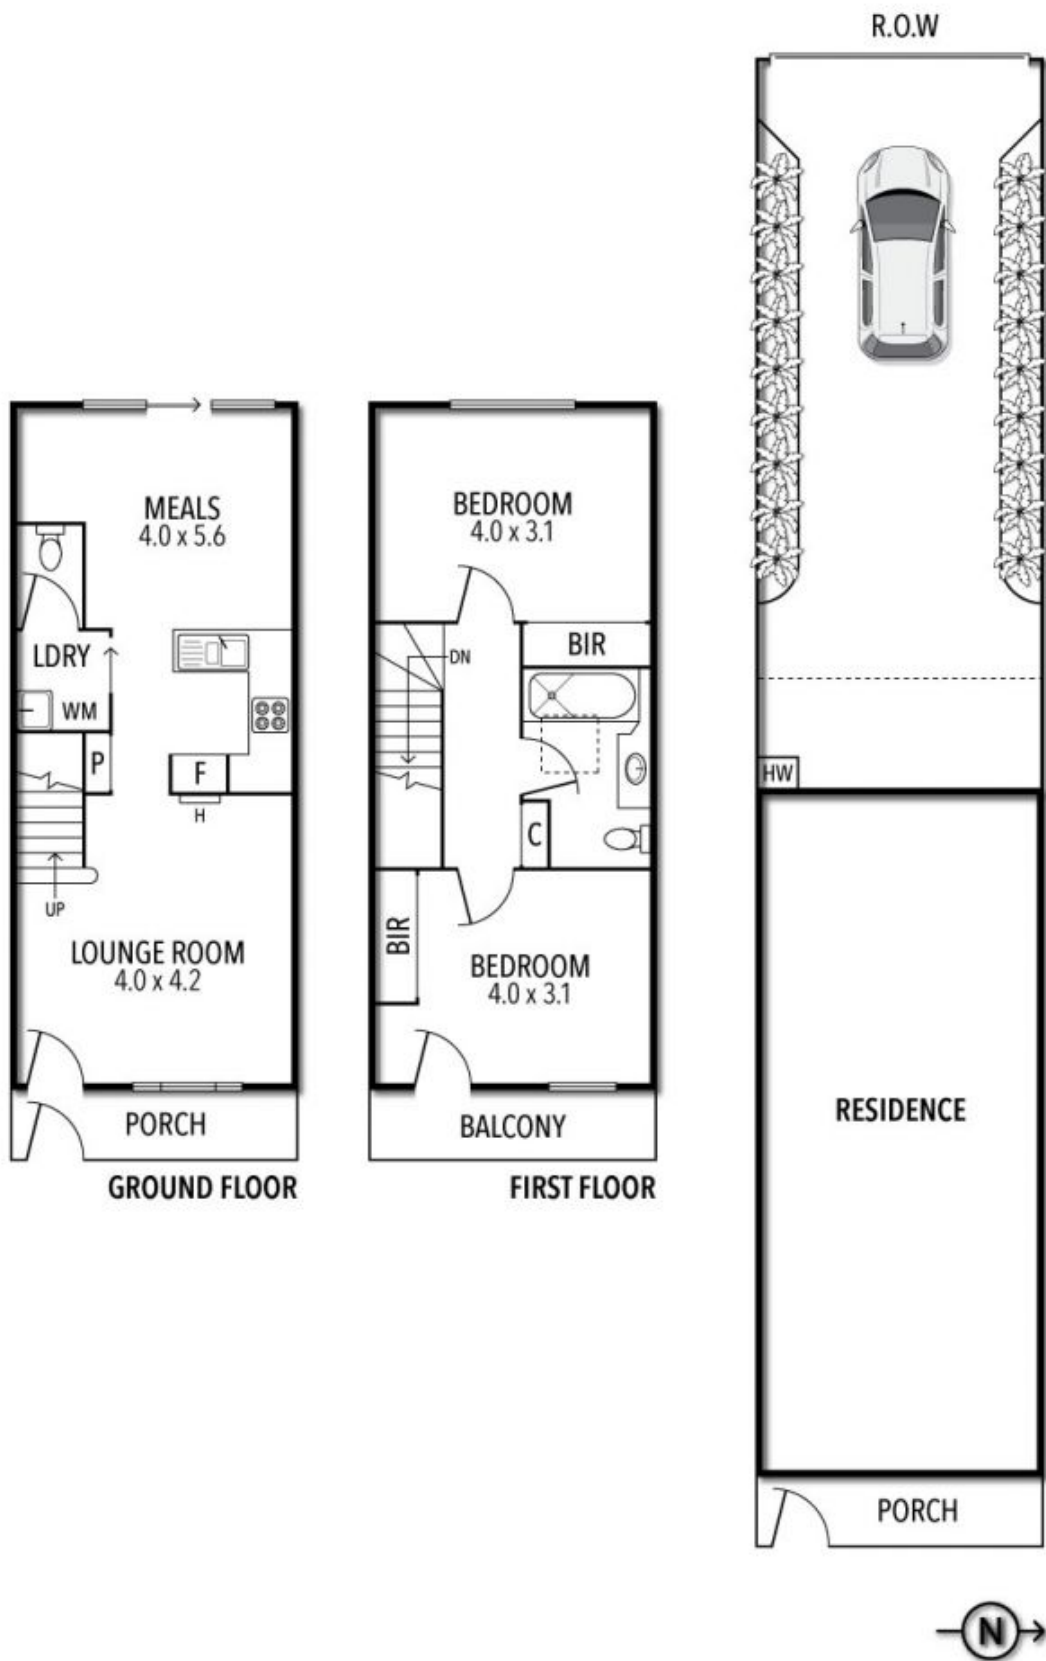 R.O.W
MEALS
4.0 x 5.6
LDRY
WM
P
F
H
UP
LOUNGE ROOM
4.0 x 4.2
PORCH
GROUND FLOOR
BEDROOM
4.0 x 3.1
DN
BIR
C
BIR
BEDROOM
4.0 x 3.1
BALCONY
FIRST FLOOR
HW
RESIDENCE
PORCH
N